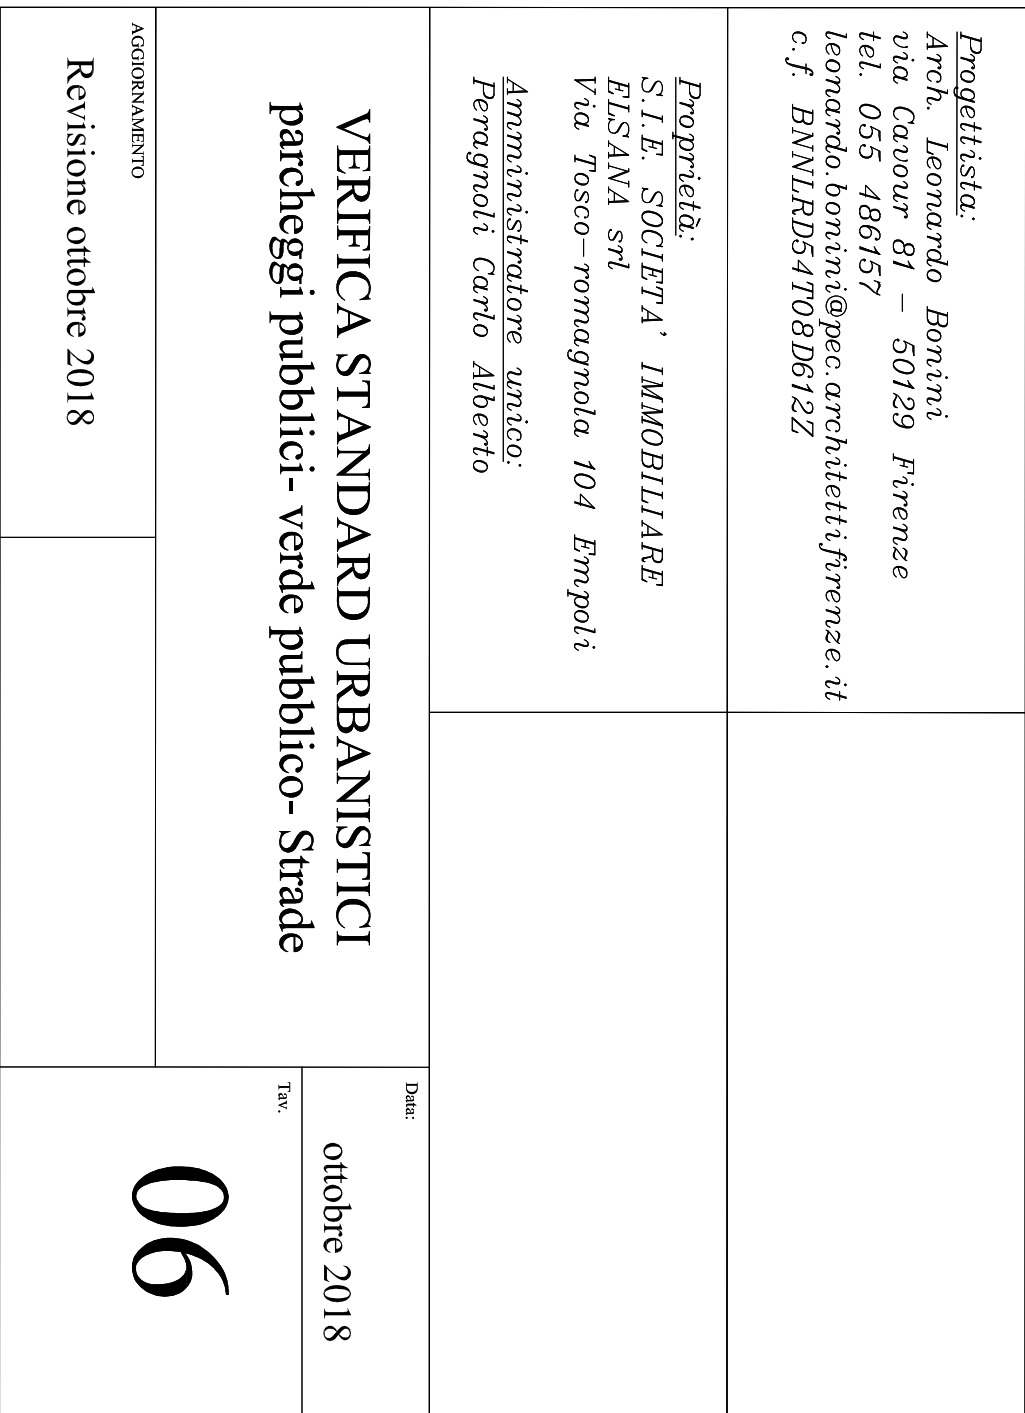 Progettista:
Arch. Leonardo Bonini
via Cavour 81 - 50129 Firenze
tel. 055 486157
leonardo.bonini@pec.architettifirenze.it
c.f. BNNLRD54T08D612Z
Proprietà:
S.I.E. SOCIETA' IMMOBILIARE
ELSANA srl
Via Tosco-romagnola 104 Empoli
Amministratore unico:
Peragnoli Carlo Alberto
VERIFICA STANDARD URBANISTICI
parcheggi pubblici- verde pubblico- Strade
Data:
ottobre 2018
Tav.
06
AGGIORNAMENTO
Revisione ottobre 2018